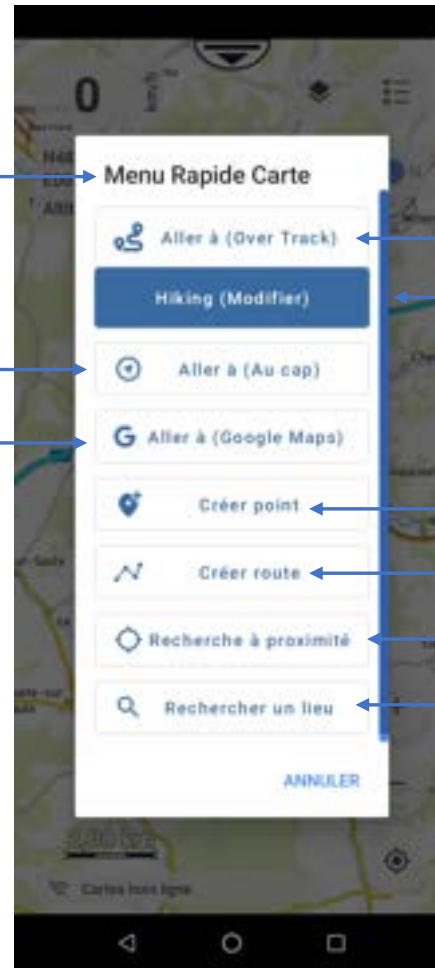 0
km/h
Menu Rapide Carte
Aller à (Over Track)
Hiking (Modifier)
Aller à (Au cap)
G Aller à (Google Maps)
Créer point
Créer route
Recherche à proximité
Rechercher un lieu
ANNULER
Cartes hors ligne